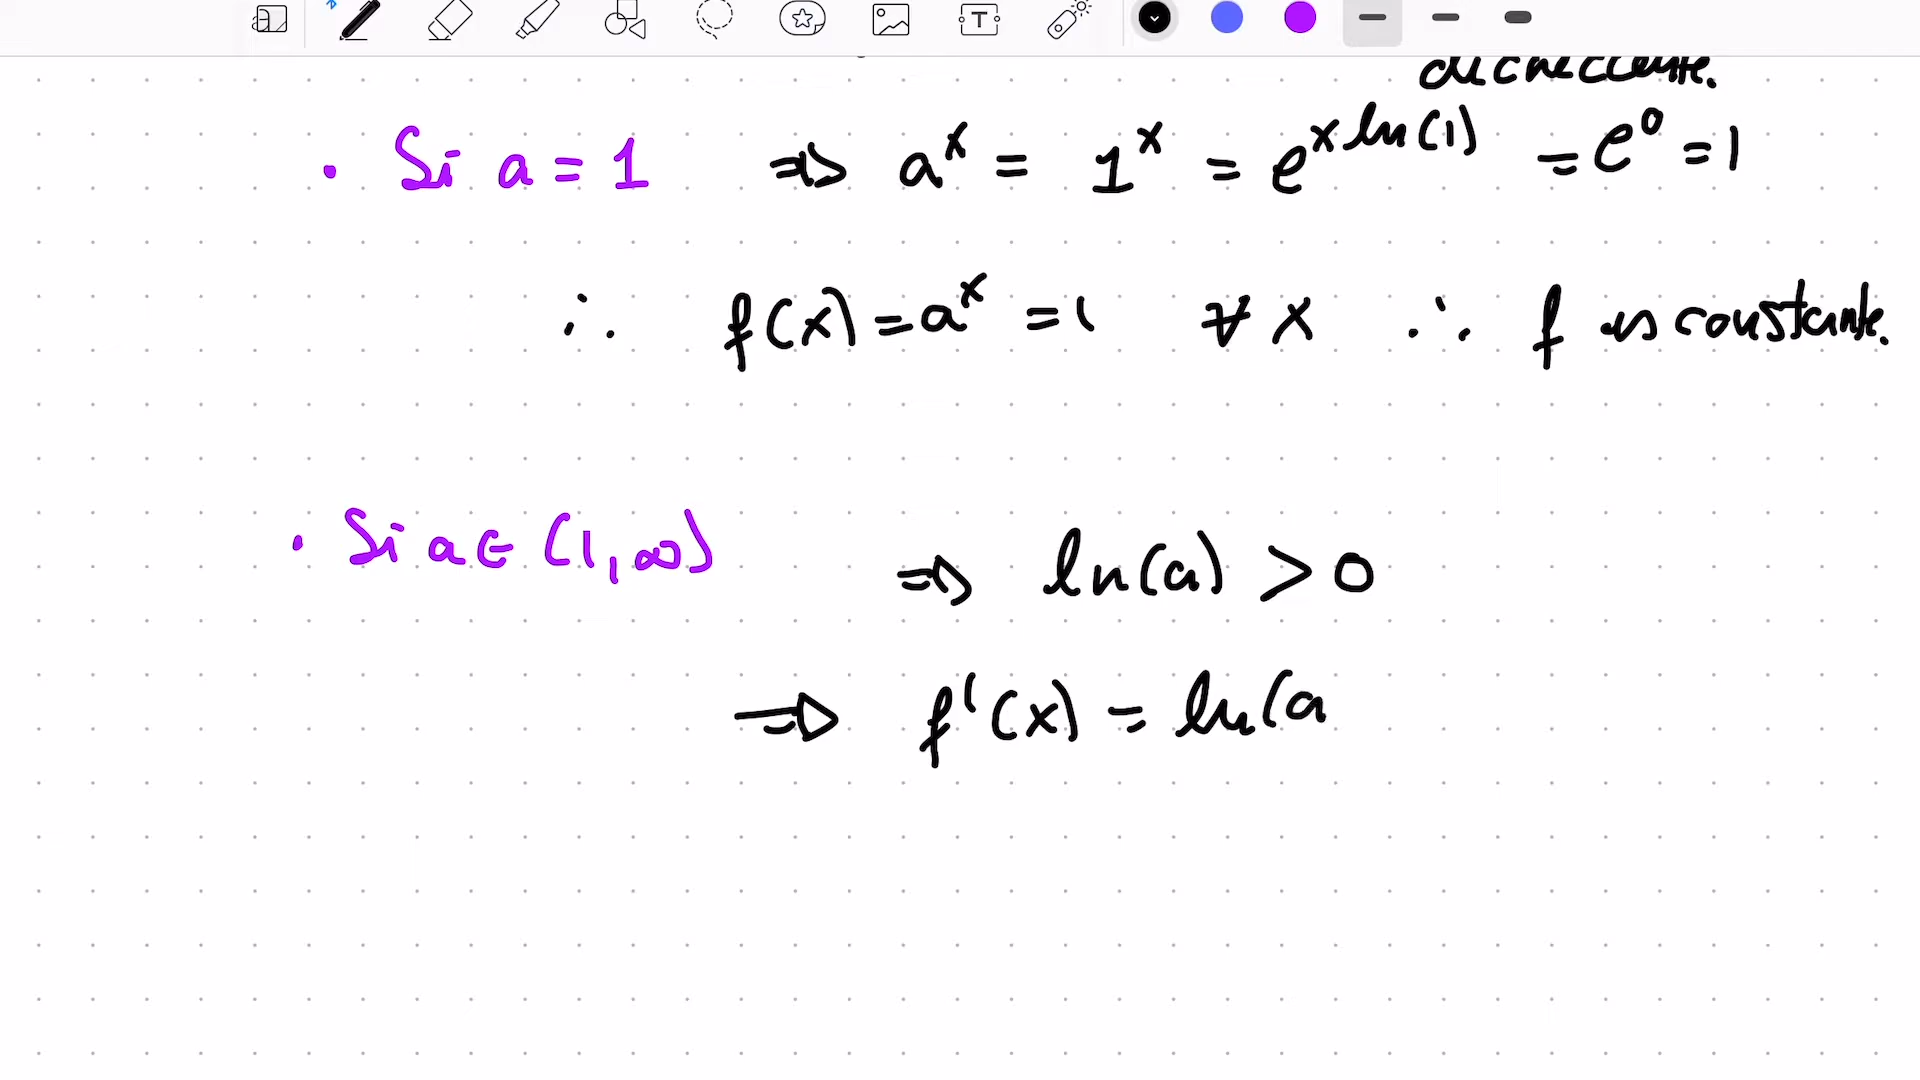 decreciente.
• Si a = 1 ⇒ a^x = 1^x = e^{x ln(1)} = e^0 = 1
∴ f(x) = a^x = 1 ∀ x ∴ f es constante.
• Si a ∈ (1, ∞) ⇒ ln(a) > 0
⇒ f'(x) = ln(a